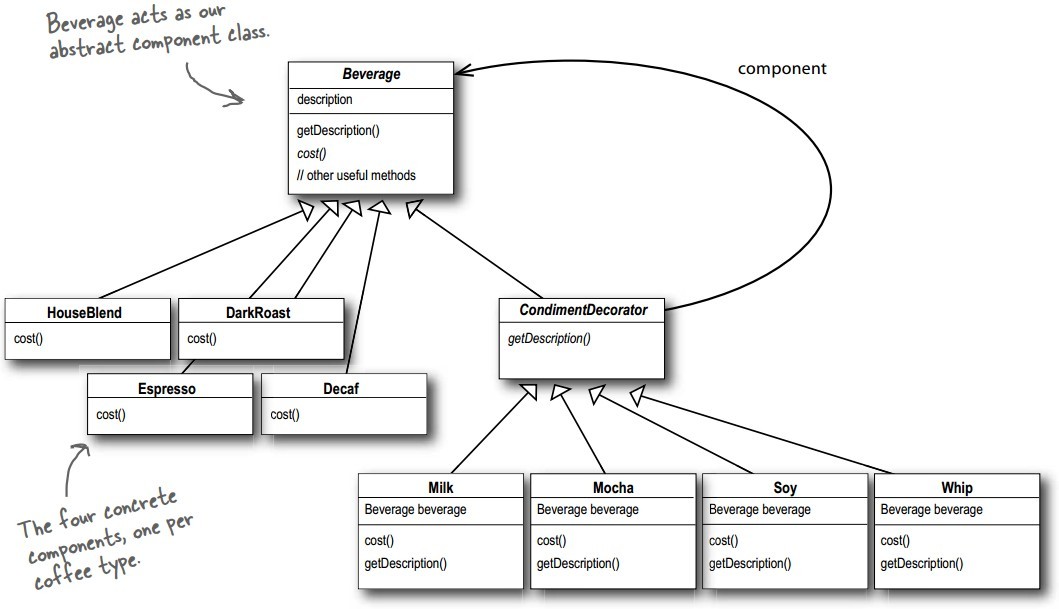 Beverage acts as our
abstract component class.
Beverage
description
getDescription()
cost()
// other useful methods
component
HouseBlend
cost()
DarkRoast
cost()
CondimentDecorator
getDescription()
Espresso
cost()
Decaf
cost()
The four concrete
components, one per
coffee type.
Milk
Beverage beverage
cost()
getDescription()
Mocha
Beverage beverage
cost()
getDescription()
Soy
Beverage beverage
cost()
getDescription()
Whip
Beverage beverage
cost()
getDescription()